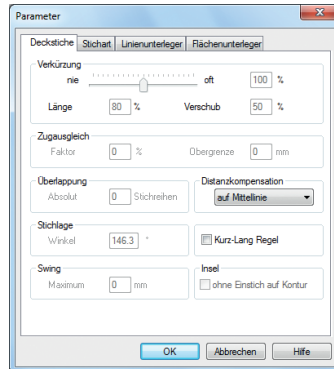 Parameter
Deckstiche Stichart Linienunterleger Flächenunterleger
Verkürzung
nie oft 100 %
Länge 80 % Verschub 50 %
Zugausgleich
Faktor 0 % Obergrenze 0 mm
Überlappung Distanzkompensation
Absolut 0 Stichreihen auf Mittellinie
Stichlage
Winkel 146.3 ° Kurz-Lang Regel
Swing Insel
Maximum 0 mm ohne Einstich auf Kontur
OK Abbrechen Hilfe